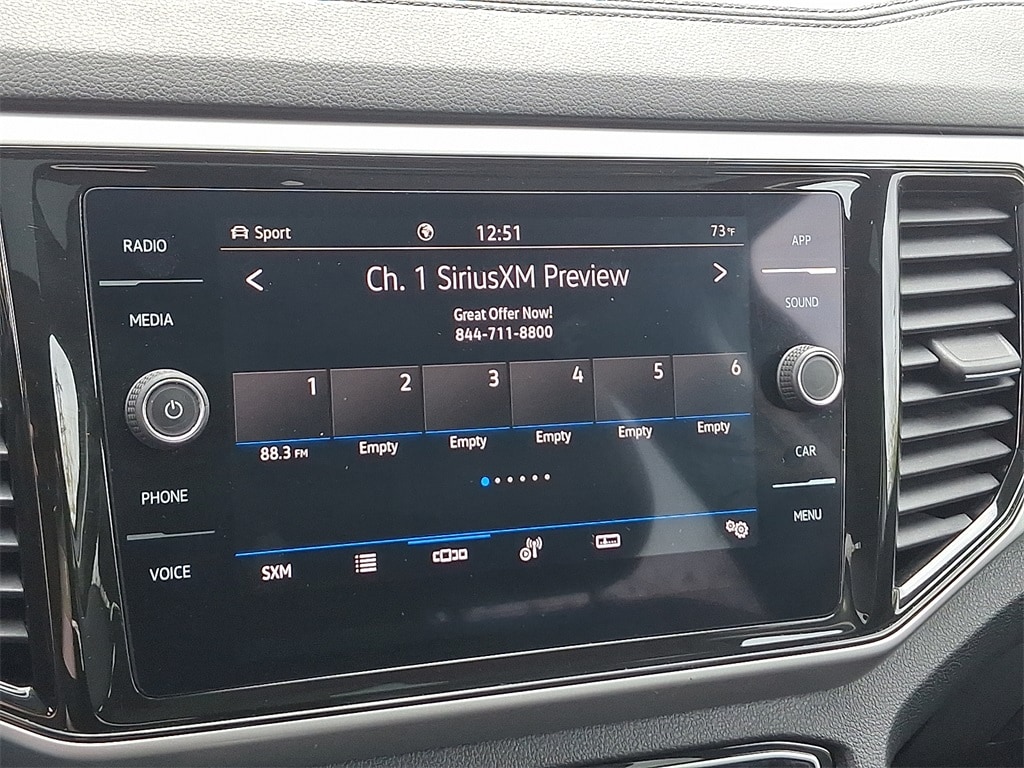 RADIO
MEDIA
PHONE
VOICE
Sport 12:51 73°F
< Ch. 1 SiriusXM Preview >
Great Offer Now!
844-711-8800
1 2 3 4 5 6
88.3 FM Empty Empty Empty Empty Empty
SXM
APP
SOUND
CAR
MENU